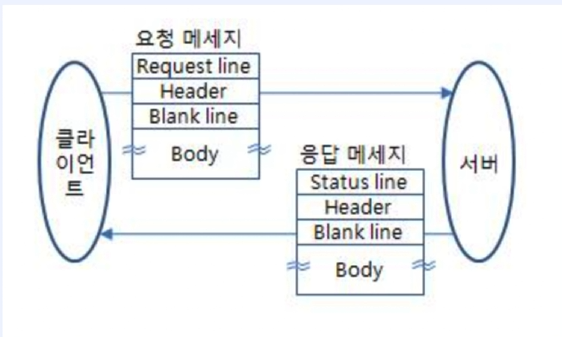 요청 메세지
Request line
Header
Blank line
Body
클라
이언
트
응답 메세지
Status line
Header
Blank line
Body
서버